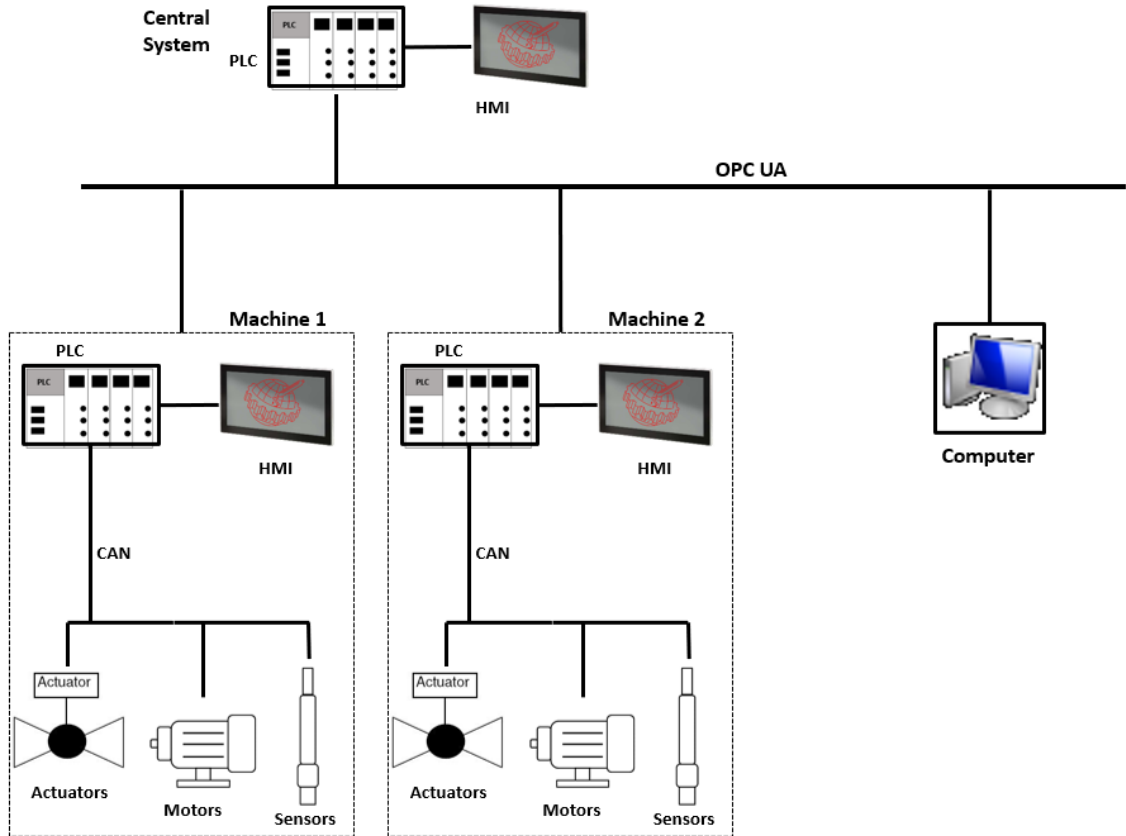 Central
System
PLC
PLC
HMI
OPC UA
Machine 1
PLC
PLC
HMI
CAN
Actuator
Actuators
Motors
Sensors
Machine 2
PLC
PLC
HMI
CAN
Actuator
Actuators
Motors
Sensors
Computer